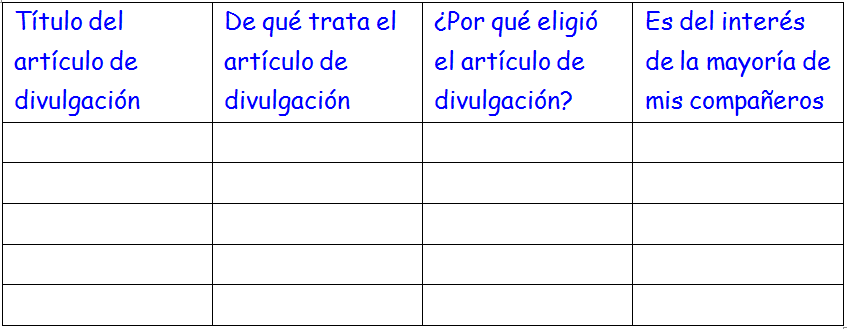 Título del
artículo de
divulgación
De qué trata el
artículo de
divulgación
¿Por qué eligió
el artículo de
divulgación?
Es del interés
de la mayoría de
mis compañeros